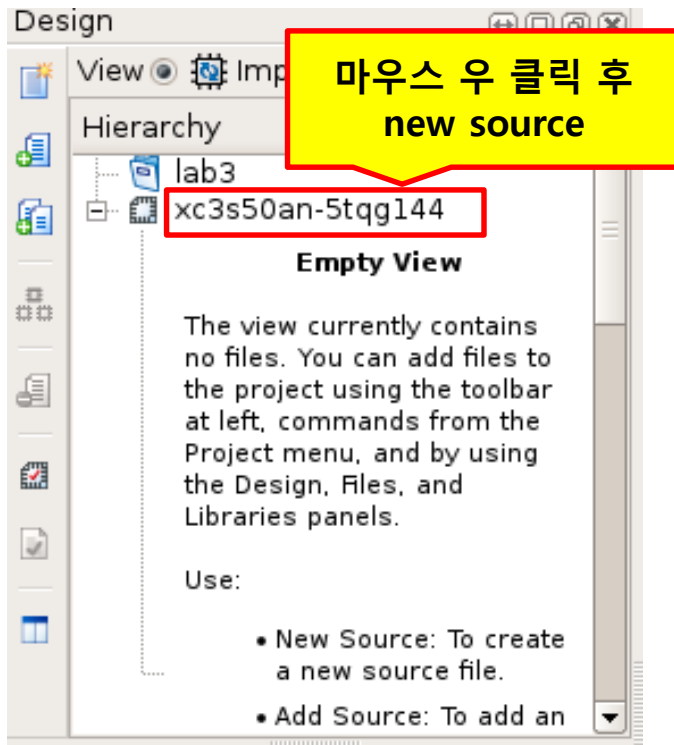 Design
View Imp
마우스 우 클릭 후
new source
Hierarchy
lab3
xc3s50an-5tqg144
Empty View
The view currently contains
no files. You can add files to
the project using the toolbar
at left, commands from the
Project menu, and by using
the Design, Files, and
Libraries panels.
Use:
• New Source: To create
a new source file.
• Add Source: To add an